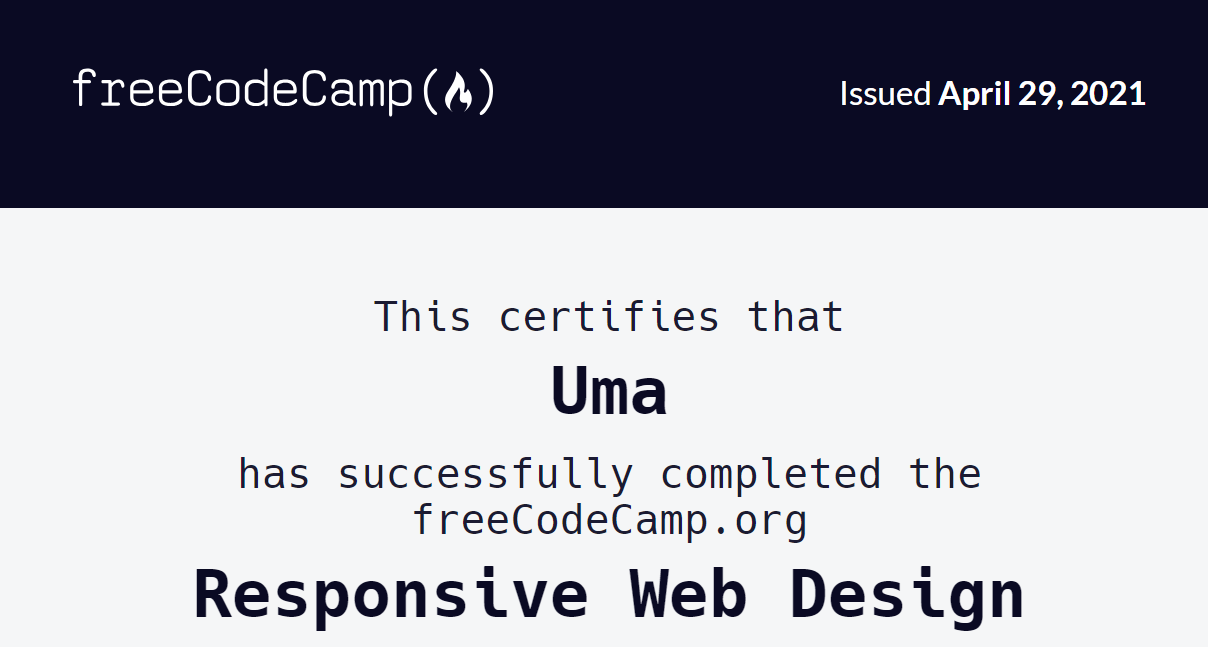 freeCodeCamp
Issued April 29, 2021
This certifies that
Uma
has successfully completed the
freeCodeCamp.org
Responsive Web Design